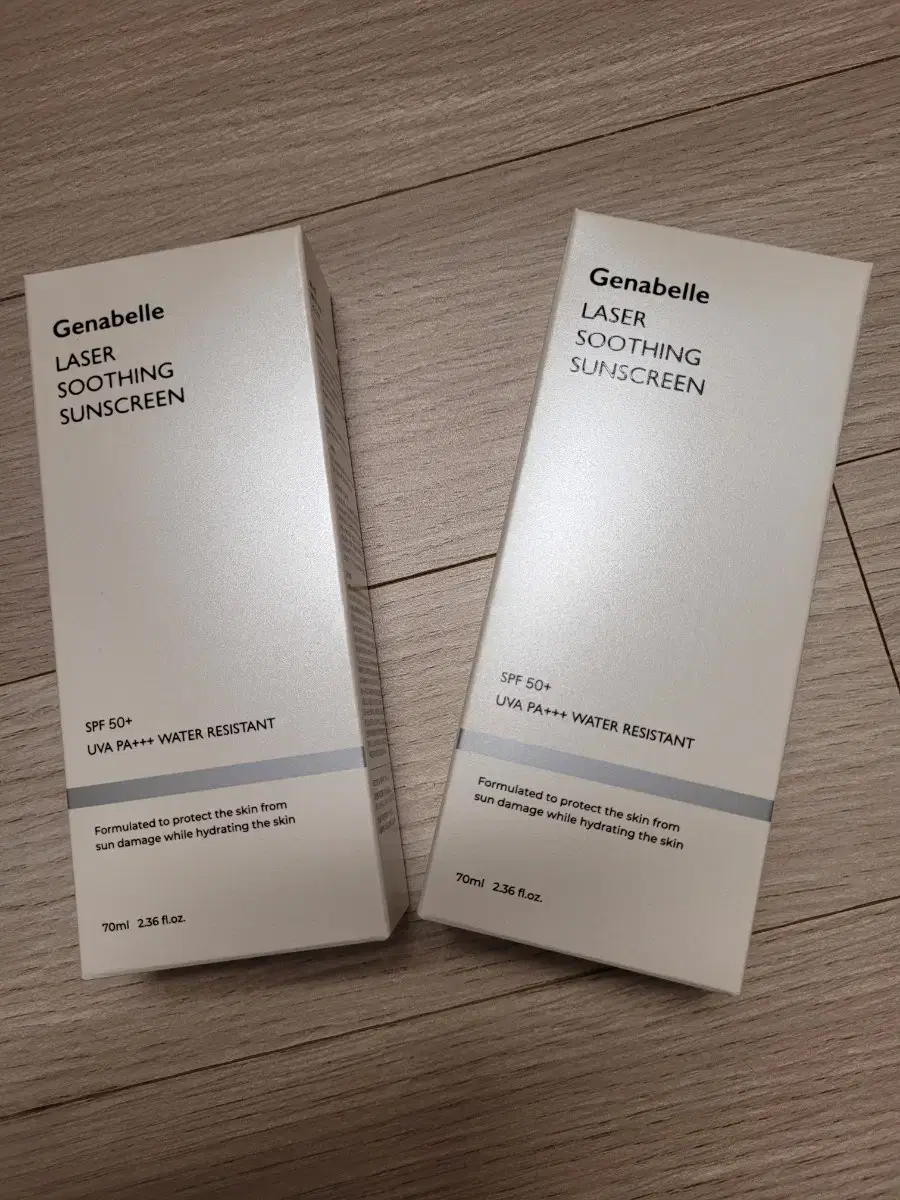 Genabelle
LASER
SOOTHING
SUNSCREEN
SPF 50+
UVA PA+++ WATER RESISTANT
Formulated to protect the skin from
sun damage while hydrating the skin
70ml 2.36 fl.oz.
Genabelle
LASER
SOOTHING
SUNSCREEN
SPF 50+
UVA PA+++ WATER RESISTANT
Formulated to protect the skin from
sun damage while hydrating the skin
70ml 2.36 fl.oz.